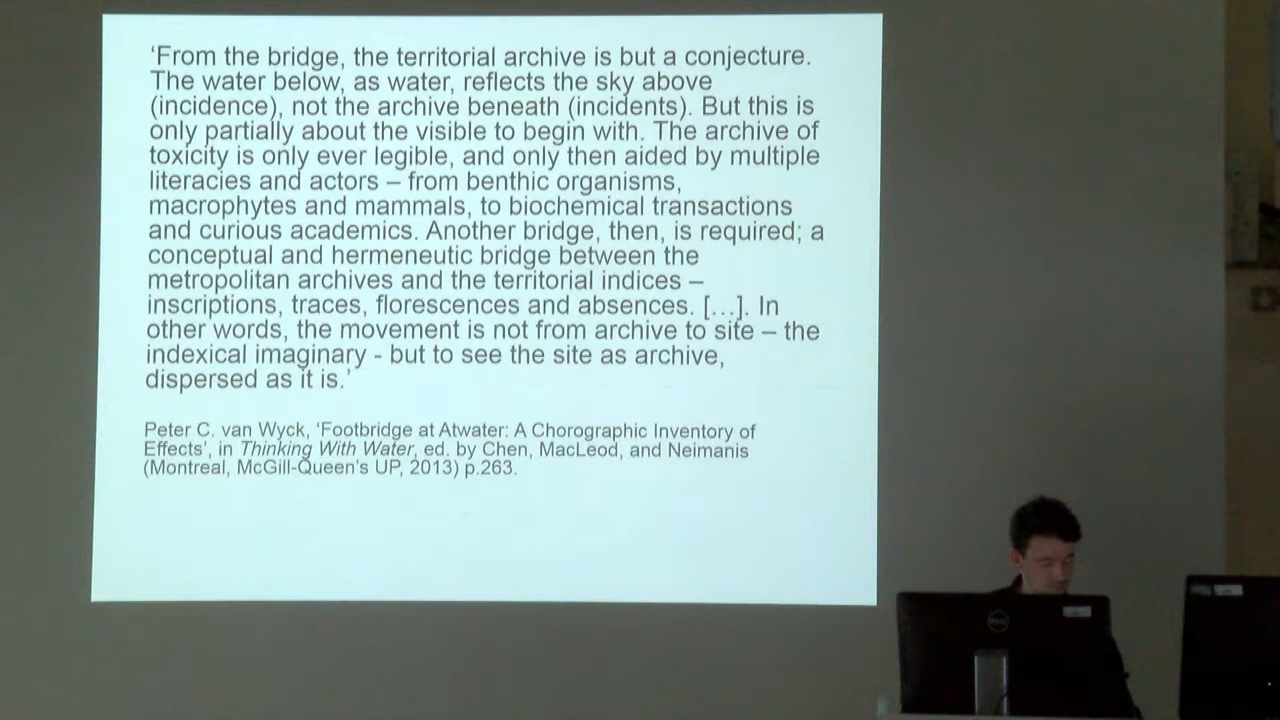 ‘From the bridge, the territorial archive is but a conjecture.
The water below, as water, reflects the sky above
(incidence), not the archive beneath (incidents). But this is
only partially about the visible to begin with. The archive of
toxicity is only ever legible, and only then aided by multiple
literacies and actors – from benthic organisms,
macrophytes and mammals, to biochemical transactions
and curious academics. Another bridge, then, is required; a
conceptual and hermeneutic bridge between the
metropolitan archives and the territorial indices –
inscriptions, traces, florescences and absences. […]. In
other words, the movement is not from archive to site – the
indexical imaginary - but to see the site as archive,
dispersed as it is.’
Peter C. van Wyck, ‘Footbridge at Atwater: A Chorographic Inventory of
Effects’, in Thinking With Water, ed. by Chen, MacLeod, and Neimanis
(Montreal, McGill-Queen’s UP, 2013) p.263.
DELL